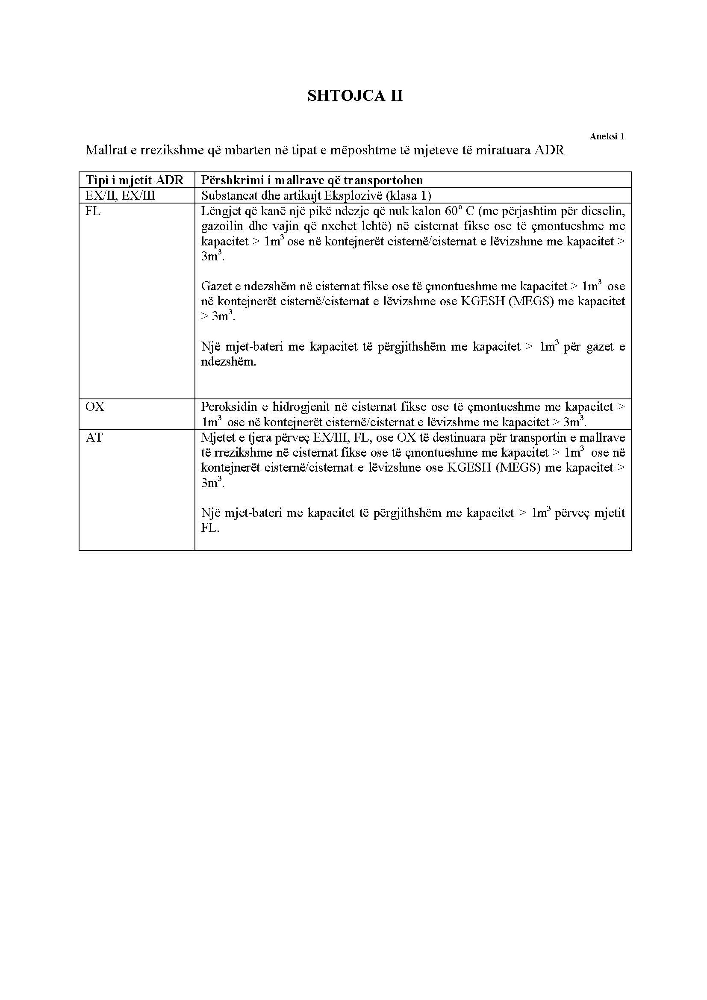 SHTOJCA II
Aneksi 1
Mallrat e rrezikshme që mbarten në tipat e mëposhtme të mjeteve të miratuara ADR
Tipi i mjetit ADR Përshkrimi i mallrave që transportohen
EX/II, EX/III Substancat dhe artikujt Eksplozivë (klasa 1)
FL Lëngjet që kanë një pikë ndezje që nuk kalon 60º C (me përjashtim për dieselin,
gazoilin dhe vajin që nxehet lehtë) në cisternat fikse ose të çmontueshme me
kapacitet > 1m³ ose në kontejnerët cisternë/cisternat e lëvizshme me kapacitet >
3m³.
Gazet e ndezshëm në cisternat fikse ose të çmontueshme me kapacitet > 1m³ ose
në kontejnerët cisternë/cisternat e lëvizshme ose KGESH (MEGS) me kapacitet
> 3m³.
Një mjet-bateri me kapacitet të përgjithshëm me kapacitet > 1m³ për gazet e
ndezshëm.
OX Peroksidin e hidrogjenit në cisternat fikse ose të çmontueshme me kapacitet >
1m³ ose në kontejnerët cisternë/cisternat e lëvizshme me kapacitet > 3m³.
AT Mjetet e tjera përveç EX/III, FL, ose OX të destinuara për transportin e mallrave
të rrezikshme në cisternat fikse ose të çmontueshme me kapacitet > 1m³ ose në
kontejnerët cisternë/cisternat e lëvizshme ose KGESH (MEGS) me kapacitet >
3m³.
Një mjet-bateri me kapacitet të përgjithshëm me kapacitet > 1m³ përveç mjetit
FL.